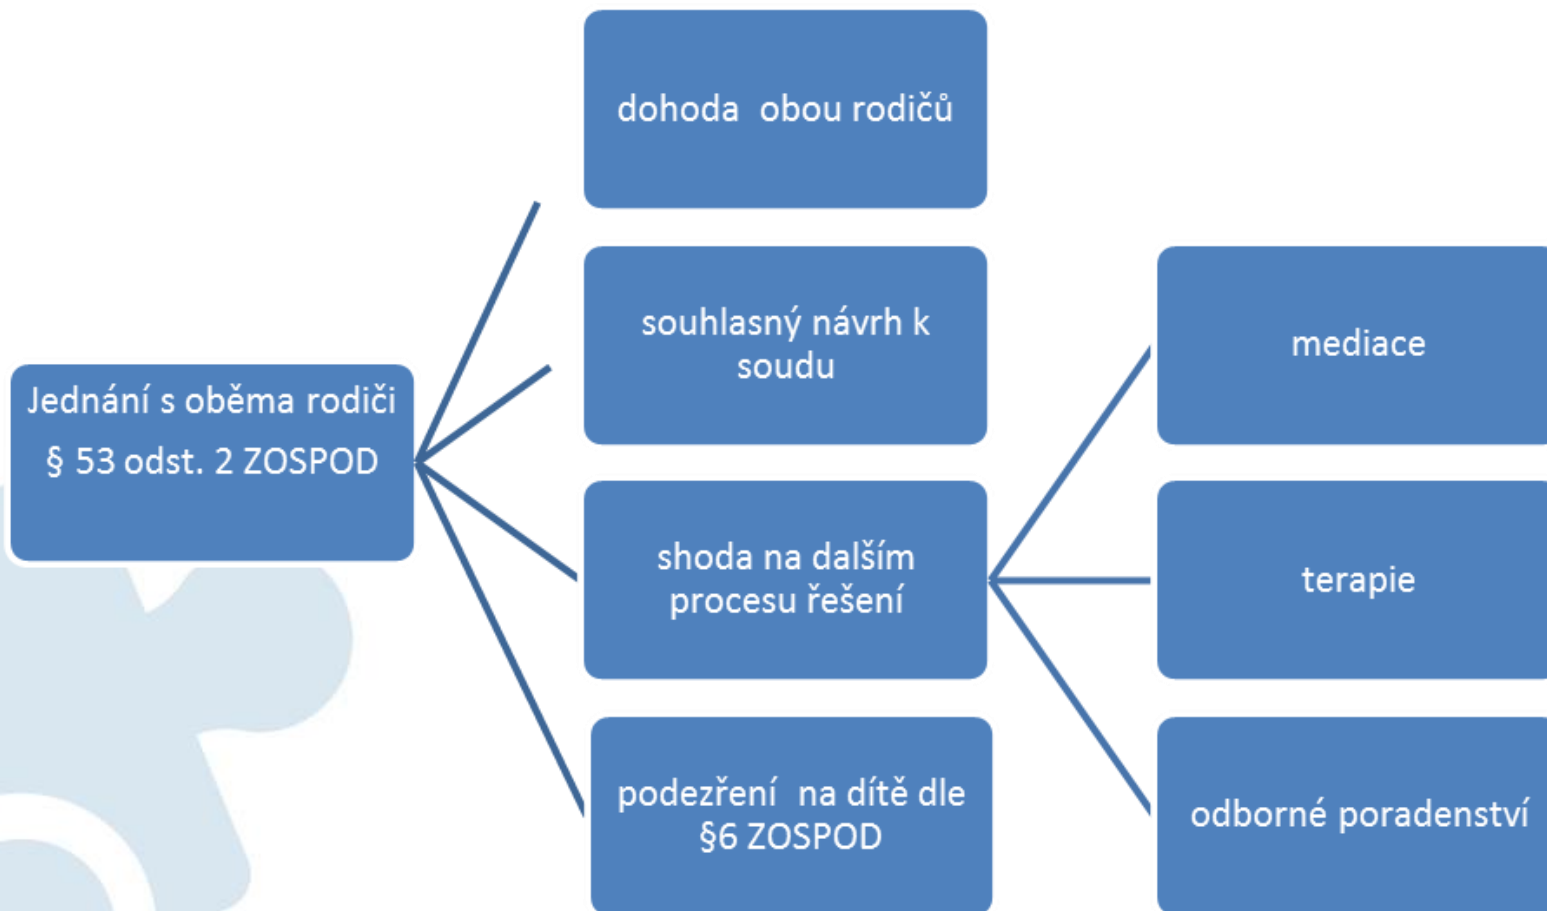 dohoda  obou rodičů
souhlasný návrh k
soudu
Jednání s oběma rodiči
§ 53 odst. 2 ZOSPOD
shoda na dalším
procesu řešení
podezření  na dítě dle
§6 ZOSPOD
mediace
terapie
odborné poradenství